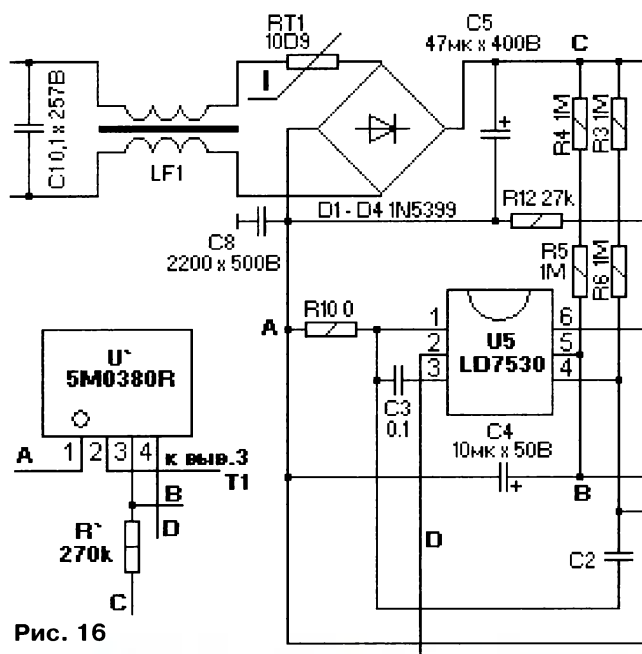 RT1
10D9
C5
47мк x 400В
C
C1 0,1 x 257В
LF1
I
+
R4 1M
R3 1M
D1 - D4 1N5399
R12 27k
C8
2200 x 500В
R5
1M
R6 1M
A
R10 0
1
2
3
U5
LD7530
6
5
4
C3
0.1
C4
10мк x 50В
+
B
D
C2
U`
5M0380R
A
1
2
3
4
к выв.3
T1
B
D
R`
270k
C
Рис. 16